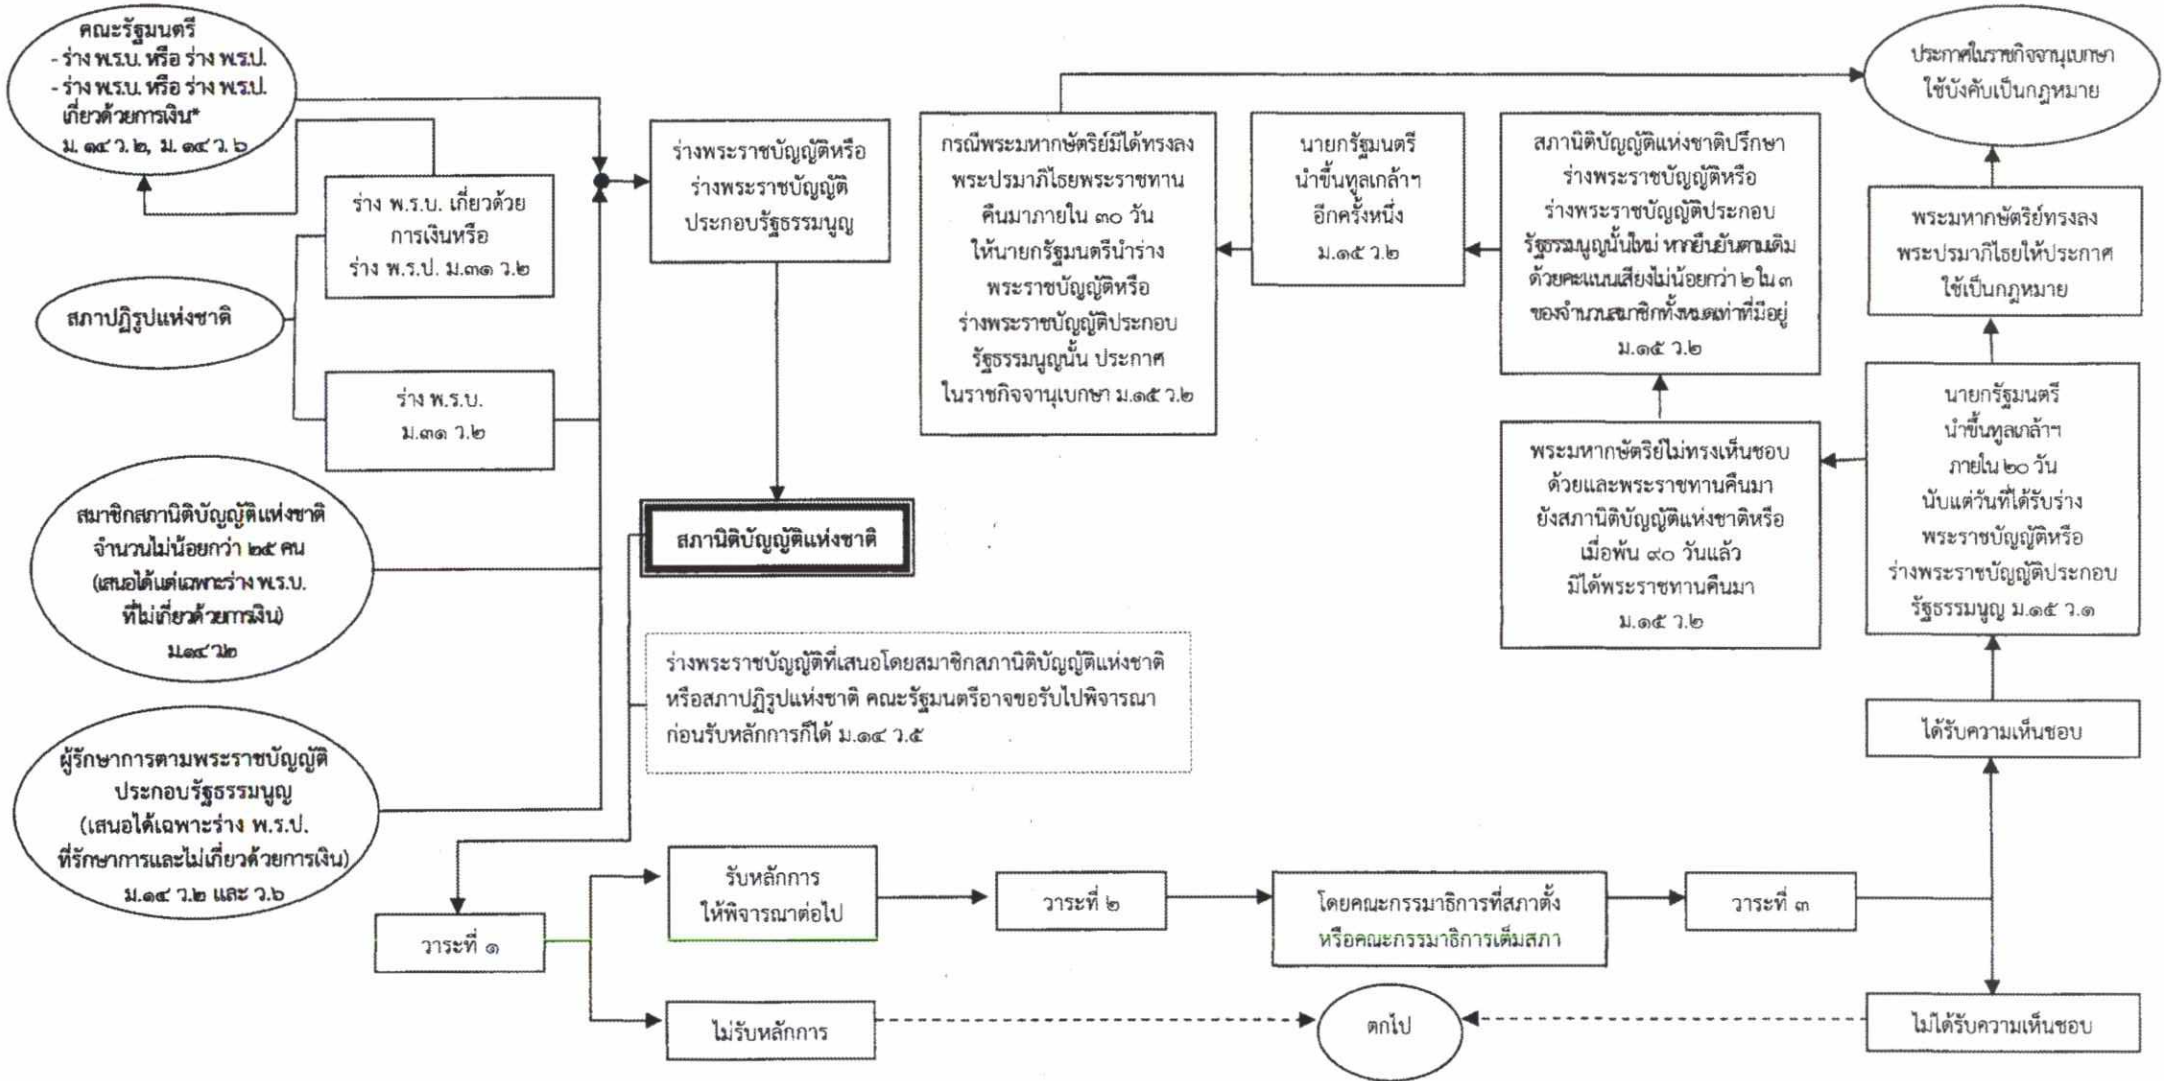 คณะรัฐมนตรี
- ร่าง พ.ร.บ. หรือ ร่าง พ.ร.ป.
- ร่าง พ.ร.บ. หรือ ร่าง พ.ร.ป.
เกี่ยวด้วยการเงิน*
ม. ๑๔ ว. ๒, ม. ๑๔ ว. ๖
ร่าง พ.ร.บ. เกี่ยวด้วย
การเงินหรือ
ร่าง พ.ร.ป. ม.๓๑ ว.๒
สภาปฏิรูปแห่งชาติ
ร่าง พ.ร.บ.
ม.๓๑ ว.๒
สมาชิกสภานิติบัญญัติแห่งชาติ
จำนวนไม่น้อยกว่า ๒๕ คน
(เสนอได้แต่เฉพาะร่าง พ.ร.บ.
ที่ไม่เกี่ยวด้วยการเงิน)
ม.๑๔ ว.๒
ผู้รักษาการตามพระราชบัญญัติ
ประกอบรัฐธรรมนูญ
(เสนอได้เฉพาะร่าง พ.ร.ป.
ที่รักษาการและไม่เกี่ยวด้วยการเงิน)
ม.๑๔ ว.๒ และ ว.๖
ร่างพระราชบัญญัติหรือ
ร่างพระราชบัญญัติ
ประกอบรัฐธรรมนูญ
สภานิติบัญญัติแห่งชาติ
ร่างพระราชบัญญัติที่เสนอโดยสมาชิกสภานิติบัญญัติแห่งชาติ
หรือสภาปฏิรูปแห่งชาติ คณะรัฐมนตรีอาจขอรับไปพิจารณา
ก่อนรับหลักการก็ได้ ม.๑๔ ว.๕
วาระที่ ๑
รับหลักการ
ให้พิจารณาต่อไป
ไม่รับหลักการ
วาระที่ ๒
โดยคณะกรรมาธิการที่สภาตั้ง
หรือคณะกรรมาธิการเต็มสภา
วาระที่ ๓
ตกไป
ไม่ได้รับความเห็นชอบ
ได้รับความเห็นชอบ
นายกรัฐมนตรี
นำขึ้นทูลเกล้าฯ
ภายใน ๒๐ วัน
นับแต่วันที่ได้รับร่าง
พระราชบัญญัติหรือ
ร่างพระราชบัญญัติประกอบ
รัฐธรรมนูญ ม.๑๕ ว.๑
พระมหากษัตริย์ทรงลง
พระปรมาภิไธยให้ประกาศ
ใช้เป็นกฎหมาย
ประกาศในราชกิจจานุเบกษา
ใช้บังคับเป็นกฎหมาย
พระมหากษัตริย์ไม่ทรงเห็นชอบ
ด้วยและพระราชทานคืนมา
ยังสภานิติบัญญัติแห่งชาติหรือ
เมื่อพ้น ๙๐ วันแล้ว
มิได้พระราชทานคืนมา
ม.๑๕ ว.๒
สภานิติบัญญัติแห่งชาติปรึกษา
ร่างพระราชบัญญัติหรือ
ร่างพระราชบัญญัติประกอบ
รัฐธรรมนูญนั้นใหม่ หากยืนยันตามเดิม
ด้วยคะแนนเสียงไม่น้อยกว่า ๒ ใน ๓
ของจำนวนสมาชิกทั้งหมดเท่าที่มีอยู่
ม.๑๕ ว.๒
นายกรัฐมนตรี
นำขึ้นทูลเกล้าฯ
อีกครั้งหนึ่ง
ม.๑๕ ว.๒
กรณีพระมหากษัตริย์มิได้ทรงลง
พระปรมาภิไธยพระราชทาน
คืนมาภายใน ๓๐ วัน
ให้นายกรัฐมนตรีนำร่าง
พระราชบัญญัติหรือ
ร่างพระราชบัญญัติประกอบ
รัฐธรรมนูญนั้น ประกาศ
ในราชกิจจานุเบกษา ม.๑๕ ว.๒